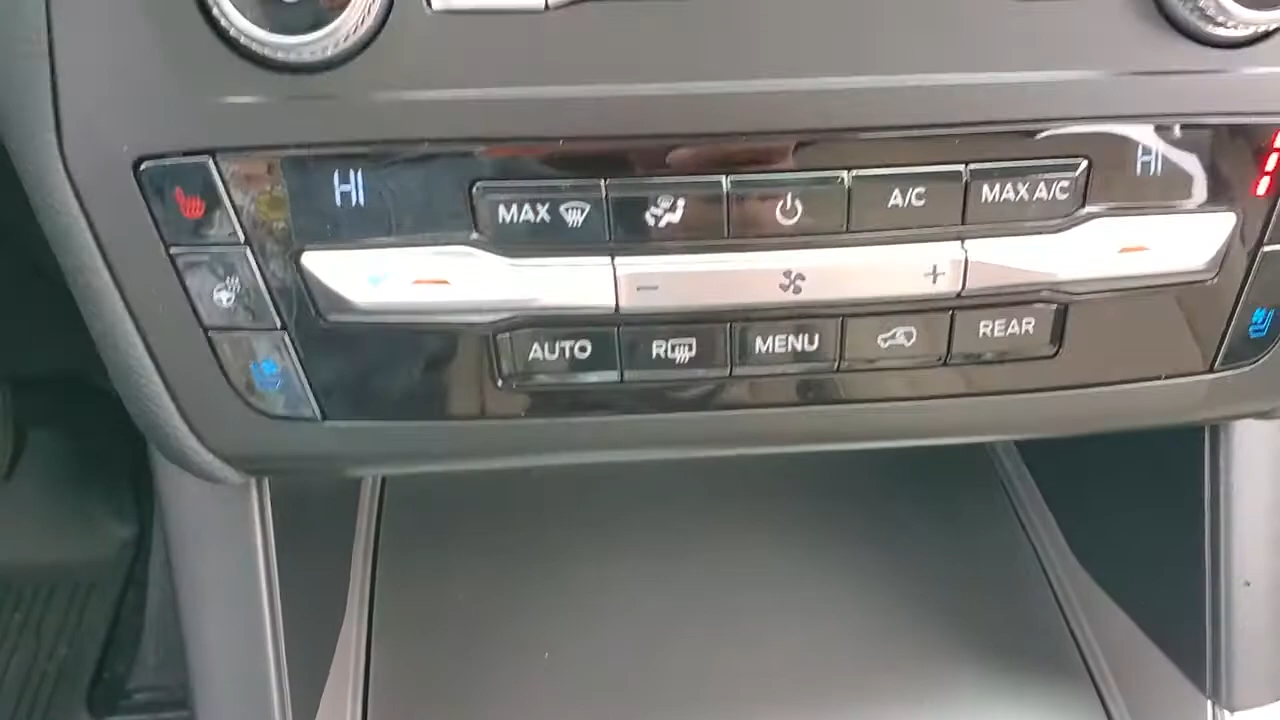 HI
HI
MAX
A/C
MAX A/C
- +
AUTO
R
MENU
REAR